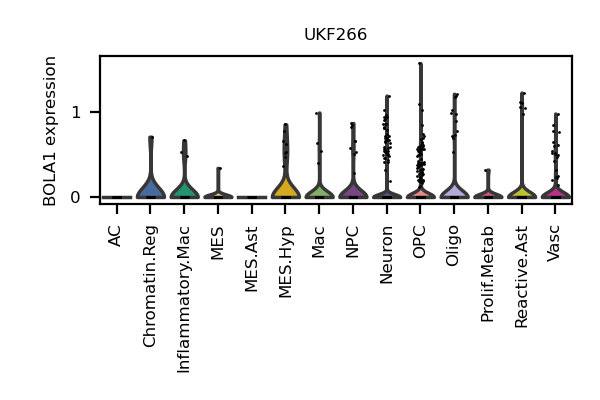 UKF266
BOLA1 expression
1
0
AC
Chromatin.Reg
Inflammatory.Mac
MES
MES.Ast
MES.Hyp
Mac
NPC
Neuron
OPC
Oligo
Prolif.Metab
Reactive.Ast
Vasc